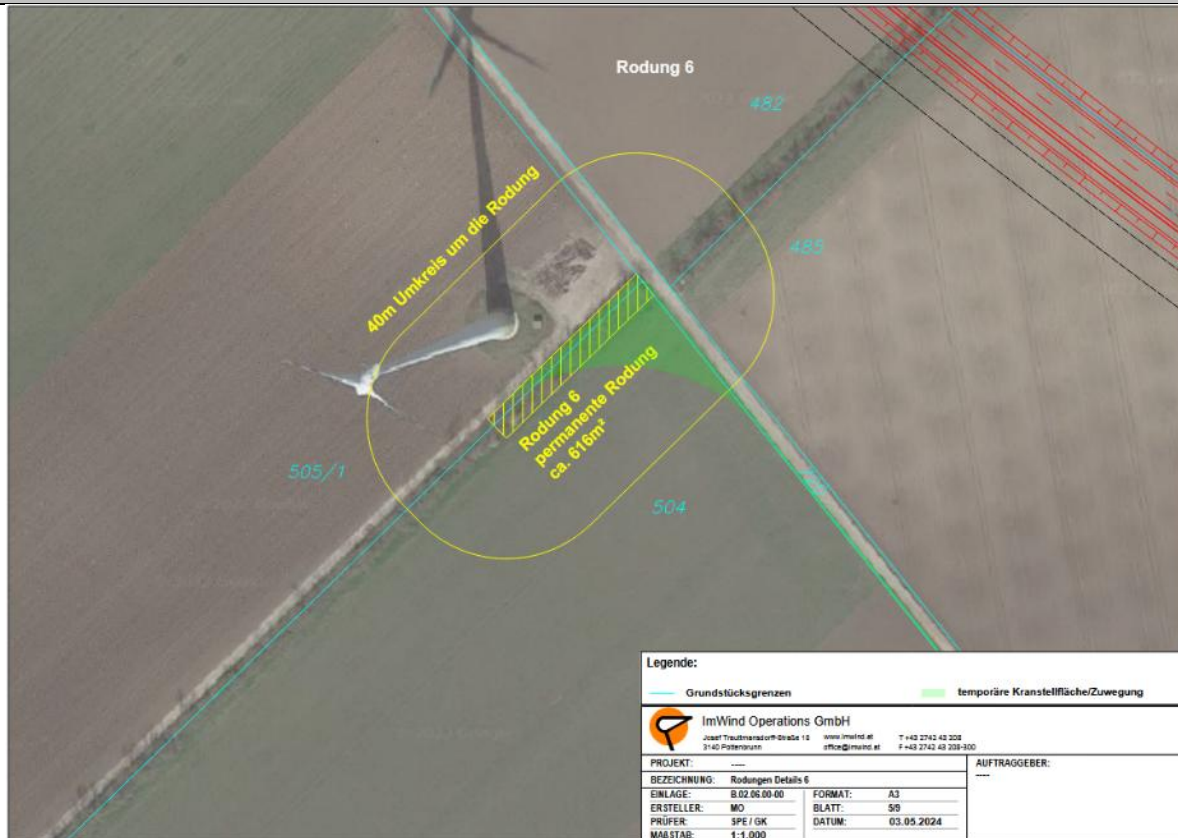 Rodung 6
482
40m Umkreis um die Rodung
485
Rodung 6
permanente Rodung
ca. 616m²
505/1
504
Legende:
Grundstücksgrenzen
temporäre Kranstellfläche/Zuwegung
ImWind Operations GmbH
Josef Trauttmansdorff-Straße 18 www.imwind.at T +43 2742 43 208
3140 Pottenbrunn office@imwind.at F +43 2742 43 208-300
PROJEKT: ---- AUFTRAGGEBER:
BEZEICHNUNG: Rodungen Details 6 ----
EINLAGE: B.02.06.00-00 FORMAT: A3
ERSTELLER: MO BLATT: 5/9
PRÜFER: SPE / GK DATUM: 03.05.2024
MAßSTAB: 1:1.000